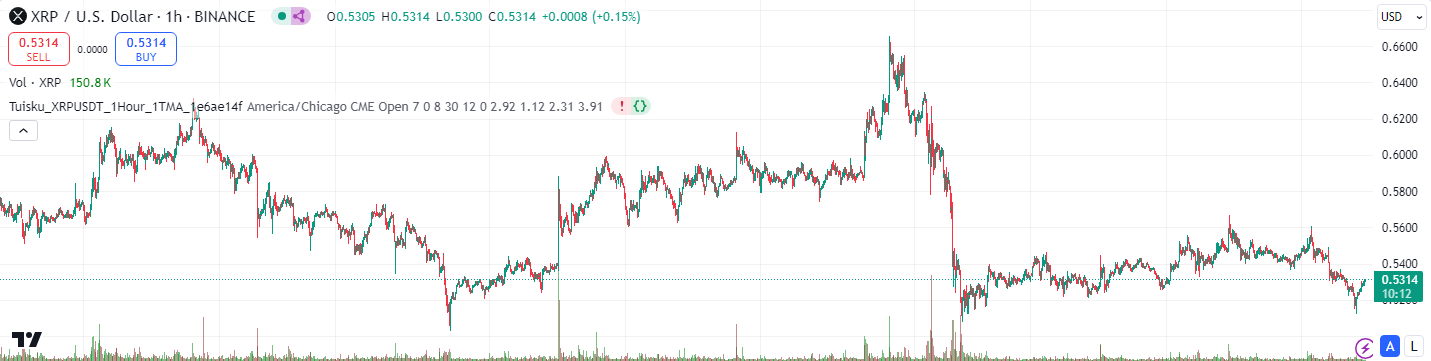 XRP / U.S. Dollar · 1h · BINANCE O0.5305 H0.5314 L0.5300 C0.5314 +0.0008 (+0.15%)
USD
0.5314 SELL
0.0000
0.5314 BUY
Vol · XRP 150.8K
Tuisku_XRPUSDT_1Hour_1TMA_1e6ae14f America/Chicago CME Open 7 0 8 30 12 0 2.92 1.12 2.31 3.91 ! {}
0.6600
0.6400
0.6200
0.6000
0.5800
0.5600
0.5400
0.5314
10:12
A L